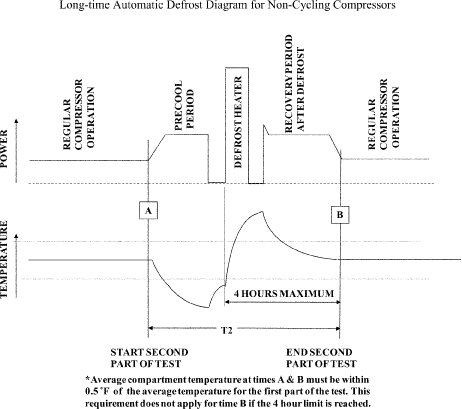 Long-time Automatic Defrost Diagram for Non-Cycling Compressors
REGULAR
COMPRESSOR
OPERATION
PRECOOL
PERIOD
DEFROST HEATER
RECOVERY PERIOD
AFTER DEFROST
REGULAR
COMPRESSOR
OPERATION
POWER
A
B
TEMPERATURE
4 HOURS MAXIMUM
T2
START SECOND
PART OF TEST
END SECOND
PART OF TEST
*Average compartment temperature at times A & B must be within
0.5˚F of the average temperature for the first part of the test. This
requirement does not apply for time B if the 4 hour limit is reached.